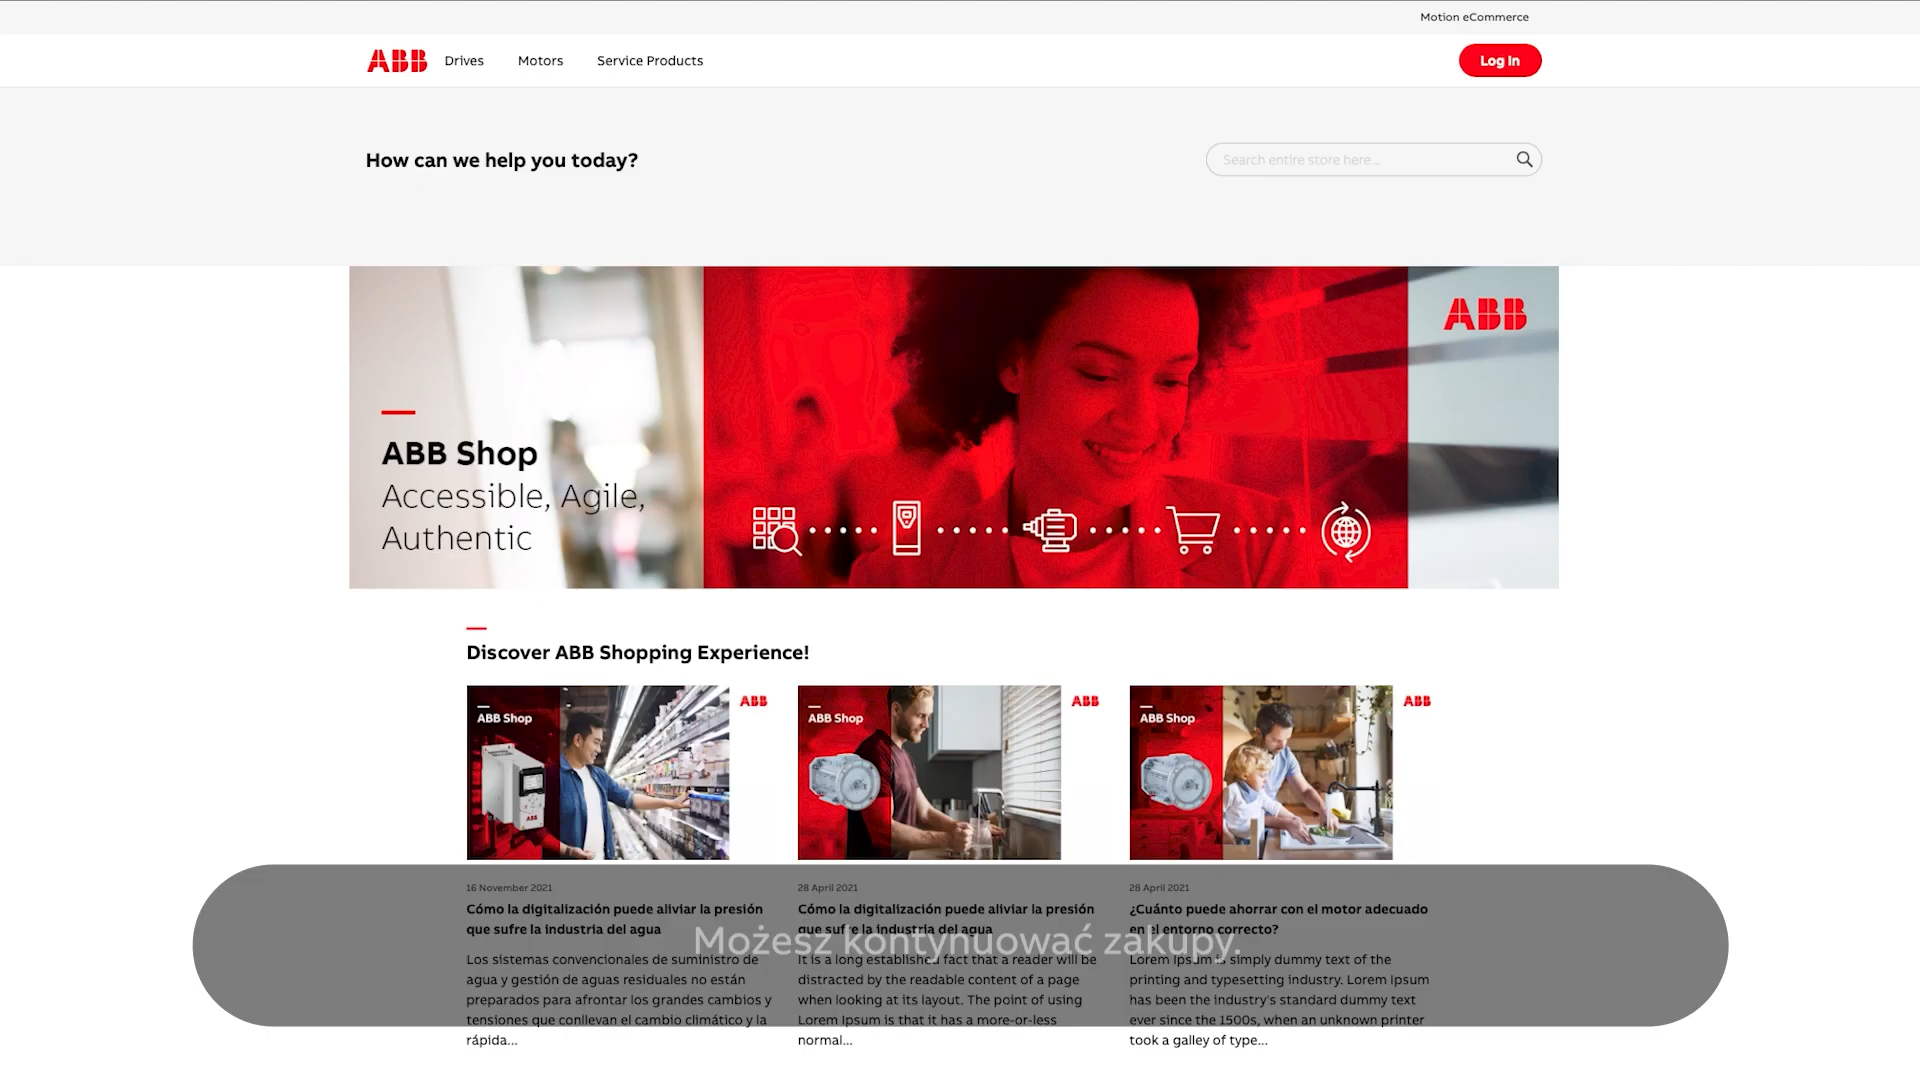 Motion eCommerce
ABB Drives Motors Service Products Log In
How can we help you today?
Search entire store here...
ABB
ABB Shop
Accessible, Agile,
Authentic
Discover ABB Shopping Experience!
ABB Shop
ABB
ABB Shop
ABB
ABB Shop
ABB
16 November 2021
Cómo la digitalización puede aliviar la presión
que sufre la industria del agua
Los sistemas convencionales de suministro de
agua y gestión de aguas residuales no están
preparados para afrontar los grandes cambios y
tensiones que conllevan el cambio climático y la
rápida...
28 April 2021
Cómo la digitalización puede aliviar la presión
que sufre la industria del agua
It is a long established fact that a reader will be
distracted by the readable content of a page
when looking at its layout. The point of using
Lorem Ipsum is that it has a more-or-less
normal...
28 April 2021
¿Cuánto puede ahorrar con el motor adecuado
en el entorno correcto?
Lorem Ipsum is simply dummy text of the
printing and typesetting industry. Lorem Ipsum
has been the industry's standard dummy text
ever since the 1500s, when an unknown printer
took a galley of type...
Możesz kontynuować zakupy.